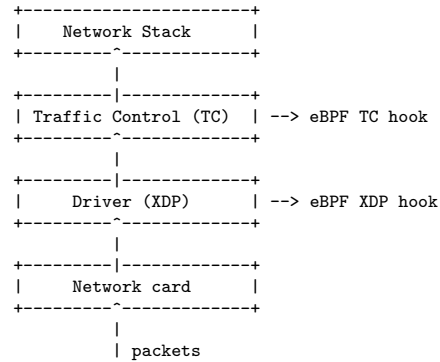 Network Stack
Traffic Control (TC) --> eBPF TC hook
Driver (XDP) --> eBPF XDP hook
Network card
packets